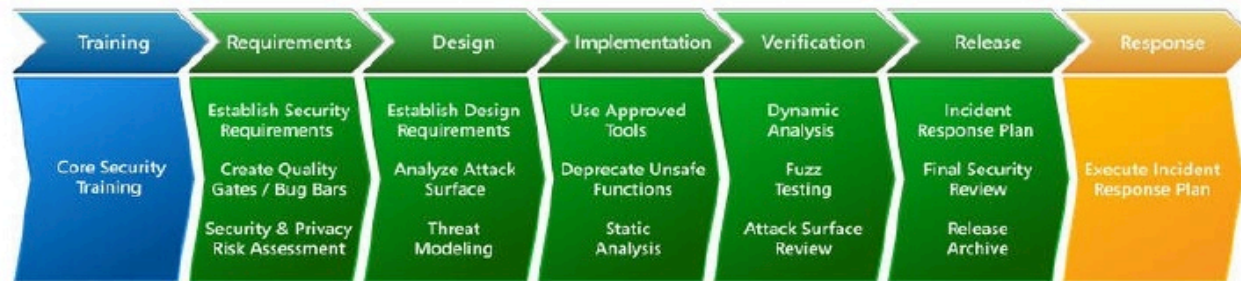 Training
Requirements
Design
Implementation
Verification
Release
Response
Core Security
Training
Establish Security
Requirements
Create Quality
Gates / Bug Bars
Security & Privacy
Risk Assessment
Establish Design
Requirements
Analyze Attack
Surface
Threat
Modeling
Use Approved
Tools
Deprecate Unsafe
Functions
Static
Analysis
Dynamic
Analysis
Fuzz
Testing
Attack Surface
Review
Incident
Response Plan
Final Security
Review
Release
Archive
Execute Incident
Response Plan